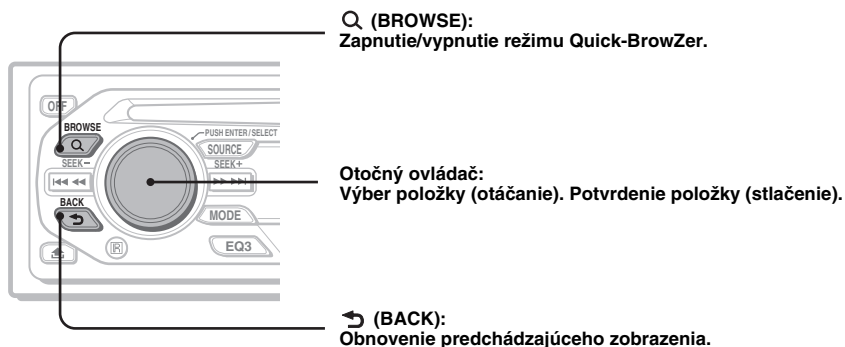 (BROWSE):
Zapnutie/vypnutie režimu Quick-BrowZer.
OFF
BROWSE
PUSH ENTER / SELECT
SOURCE
SEEK–
SEEK+
BACK
MODE
R
EQ3
Otočný ovládač:
Výber položky (otáčanie). Potvrdenie položky (stlačenie).
(BACK):
Obnovenie predchádzajúceho zobrazenia.